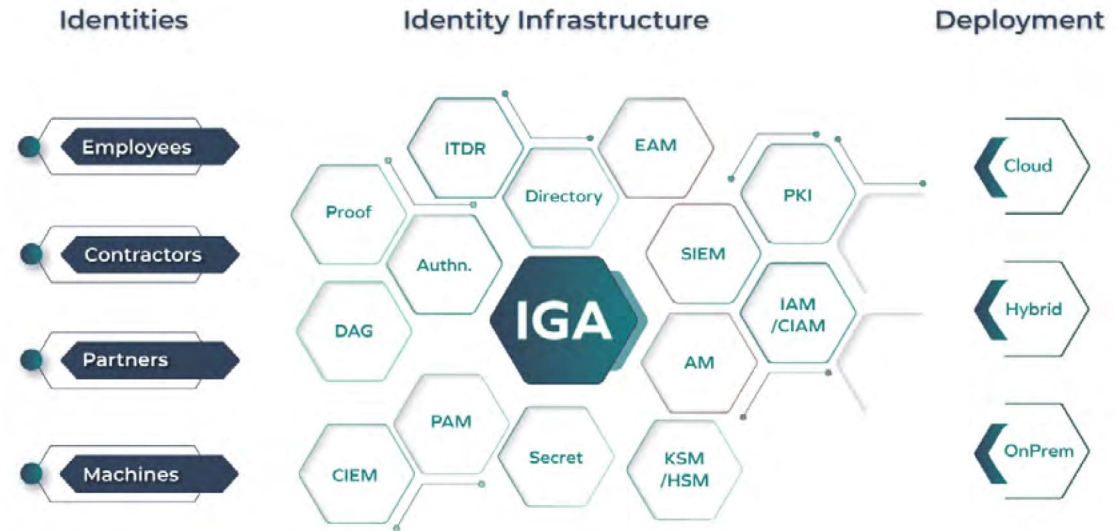 Identities
Identity Infrastructure
Deployment
Employees
Contractors
Partners
Machines
ITDR
EAM
Directory
Proof
PKI
Authn.
SIEM
DAG
IGA
IAM
/CIAM
AM
PAM
CIEM
Secret
KSM
/HSM
Cloud
Hybrid
OnPrem